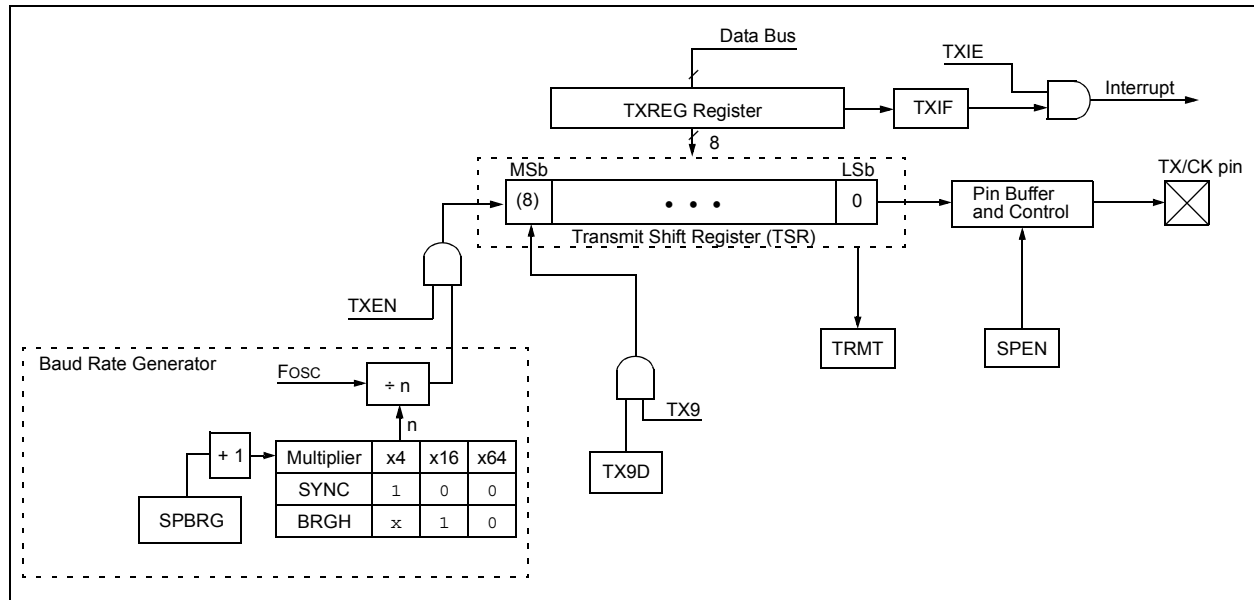 Data Bus
TXIE
Interrupt
TXREG Register
TXIF
8
MSb
LSb
TX/CK pin
(8)
• • •
0
Pin Buffer
and Control
Transmit Shift Register (TSR)
TXEN
TRMT
SPEN
Baud Rate Generator
FOSC
÷ n
n
TX9
+ 1
Multiplier x4 x16 x64
SYNC 1 0 0
BRGH x 1 0
TX9D
SPBRG